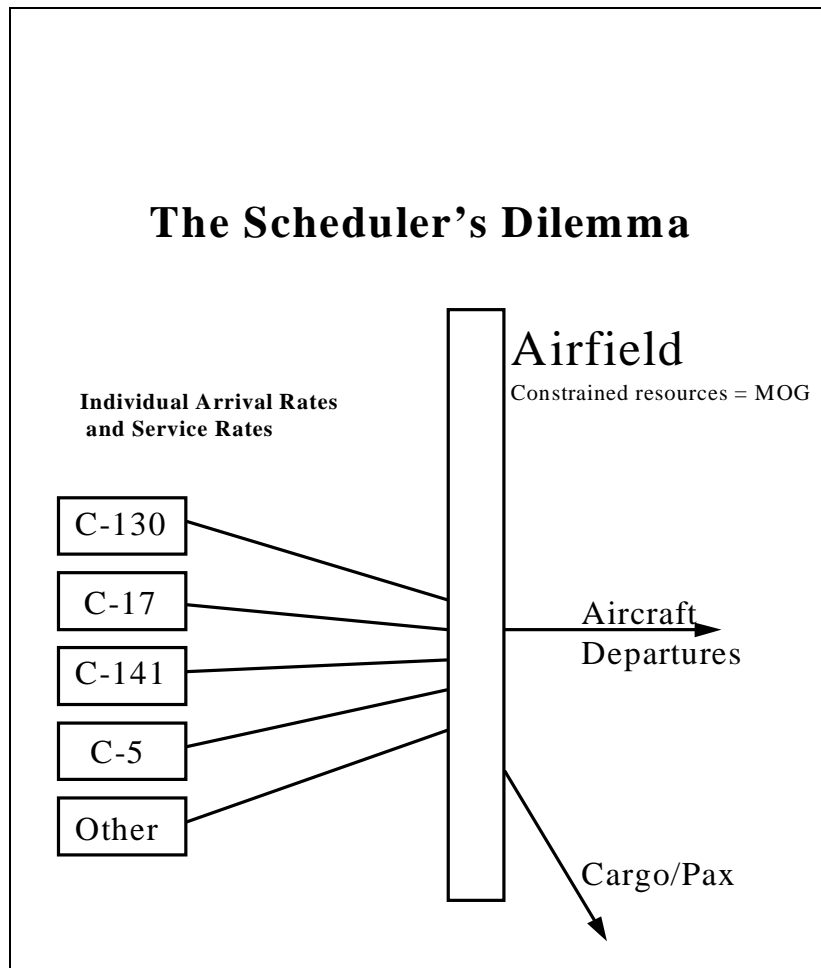 The Scheduler’s Dilemma
Airfield
Constrained resources = MOG
Individual Arrival Rates
and Service Rates
C-130
C-17
C-141
C-5
Other
Aircraft
Departures
Cargo/Pax